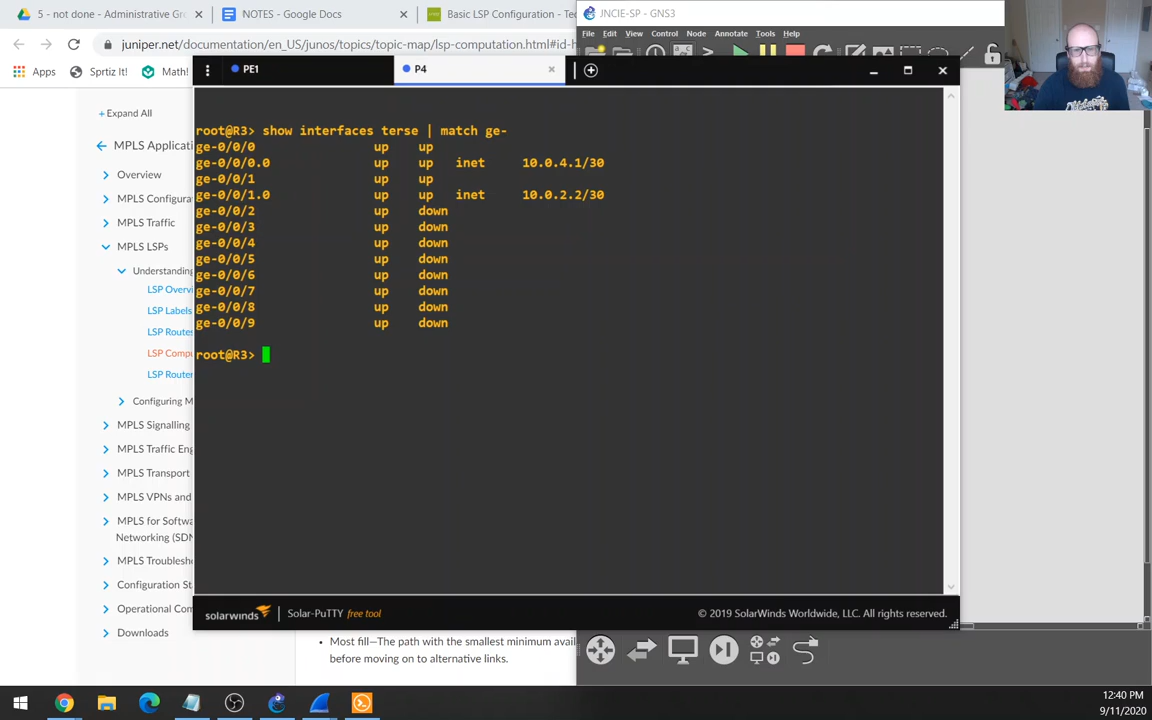 5 - not done - Administrative Gr
NOTES - Google Docs
Basic LSP Configuration - Tec
JNCIE-SP - GNS3
juniper.net/documentation/en_US/junos/topics/topic-map/lsp-computation.html#id-h
File Edit View Control Node Annotate Tools Help
Apps
Sprtiz It!
Math!
PE1
P4
+ Expand All
MPLS Applicati
Overview
MPLS Configura
MPLS Traffic
MPLS LSPs
Understanding
LSP Overvi
LSP Labels
LSP Routes
LSP Compu
LSP Router
Configuring M
MPLS Signalling
MPLS Traffic Eng
MPLS Transport
MPLS VPNs and
MPLS for Softwa
Networking (SDN
MPLS Troublesho
Configuration St
Operational Com
Downloads
root@R3> show interfaces terse | match ge-
ge-0/0/0 up up
ge-0/0/0.0 up up inet 10.0.4.1/30
ge-0/0/1 up up
ge-0/0/1.0 up up inet 10.0.2.2/30
ge-0/0/2 up down
ge-0/0/3 up down
ge-0/0/4 up down
ge-0/0/5 up down
ge-0/0/6 up down
ge-0/0/7 up down
ge-0/0/8 up down
ge-0/0/9 up down
root@R3>
solarwinds
Solar-PuTTY free tool
© 2019 SolarWinds Worldwide, LLC. All rights reserved.
Most fill—The path with the smallest minimum avail
before moving on to alternative links.
12:40 PM
9/11/2020